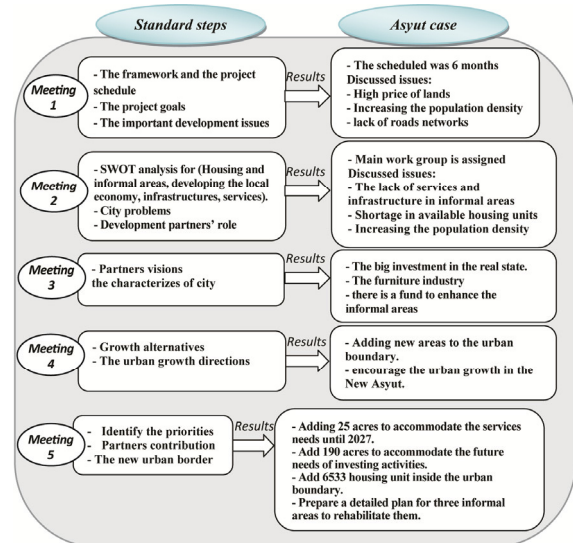 Standard steps
Asyut case
Meeting
1
- The framework and the project
schedule
- The project goals
- The important development issues
Results
- The scheduled was 6 months
Discussed issues:
- High price of lands
- Increasing the population density
- lack of roads networks
Meeting
2
- SWOT analysis for (Housing and
informal areas, developing the local
economy, infrastructures, services).
- City problems
- Development partners' role
Results
- Main work group is assigned
Discussed issues:
- The lack of services and
infrastructure in informal areas
- Shortage in available housing units
- Increasing the population density
Meeting
3
- Partners visions
the characterizes of city
Results
- The big investment in the real state.
- The furniture industry
- there is a fund to enhance the
informal areas
Meeting
4
- Growth alternatives
- The urban growth directions
Results
- Adding new areas to the urban
boundary.
- encourage the urban growth in the
New Asyut.
Meeting
5
- Identify the priorities
- Partners contribution
- The new urban border
Results
- Adding 25 acres to accommodate the services
needs until 2027.
- Add 190 acres to accommodate the future
needs of investing activities.
- Add 6533 housing unit inside the urban
boundary.
- Prepare a detailed plan for three informal
areas to rehabilitate them.